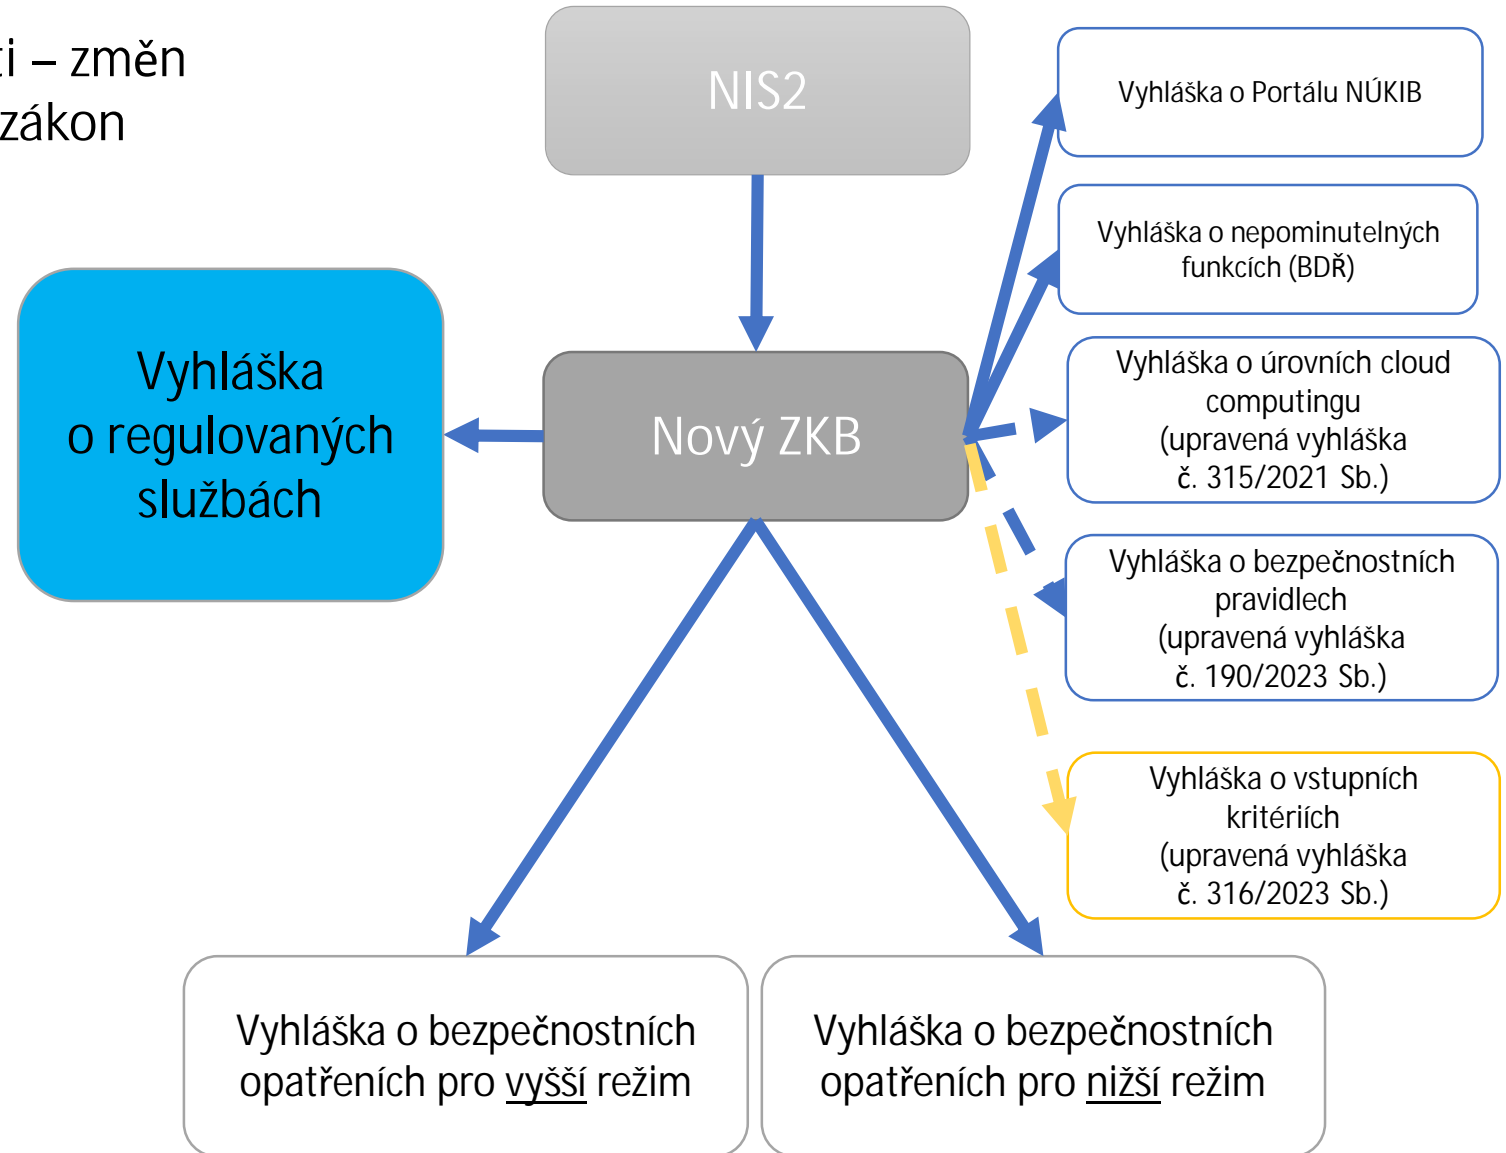 ti – změn
zákon
NIS2
Vyhláška o Portálu NÚKIB
Vyhláška o nepominutelných
funkcích (BDŘ)
Vyhláška
o regulovaných
službách
Nový ZKB
Vyhláška o úrovních cloud
computingu
(upravená vyhláška
č. 315/2021 Sb.)
Vyhláška o bezpečnostních
pravidlech
(upravená vyhláška
č. 190/2023 Sb.)
Vyhláška o vstupních
kritériích
(upravená vyhláška
č. 316/2023 Sb.)
Vyhláška o bezpečnostních
opatřeních pro vyšší režim
Vyhláška o bezpečnostních
opatřeních pro nižší režim